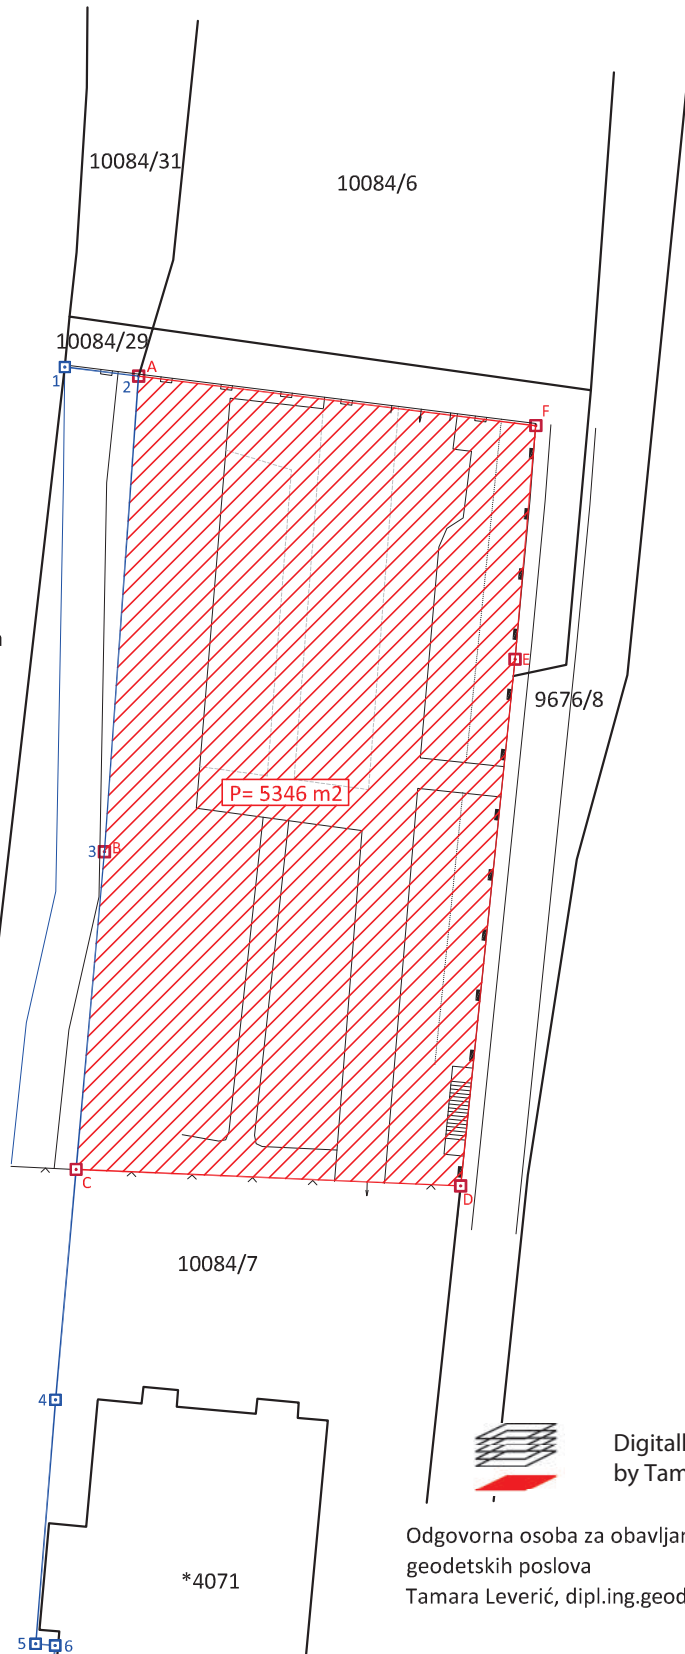 10084/31
10084/6
10084/29
1
2
A
F
E
9676/8
P= 5346 m2
3
B
C
D
10084/7
4
Odgovorna osoba za
geodetskih poslova
Tamara Leverić, dipl.ing.geod
*4071
5
6